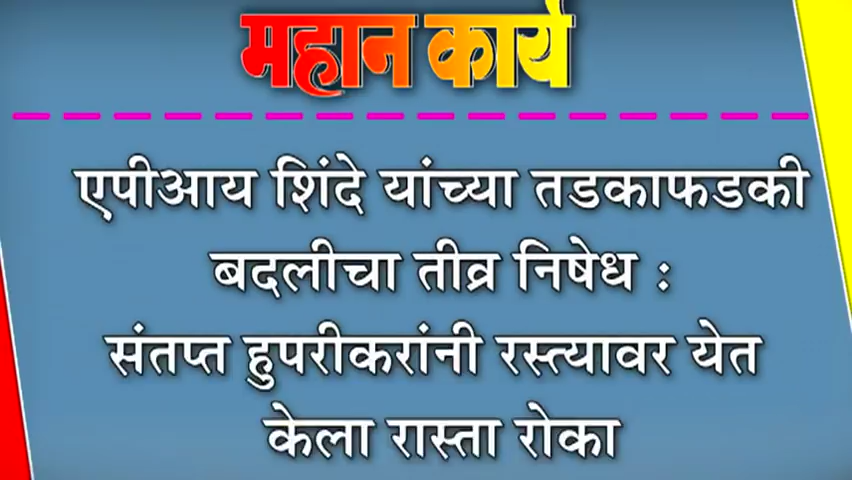 महान कार्य
एपीआय शिंदे यांच्या तडकाफडकी
बदलीचा तीव्र निषेध :
संतप्त हुपरीकरांनी रस्त्यावर येत
केला रास्ता रोका